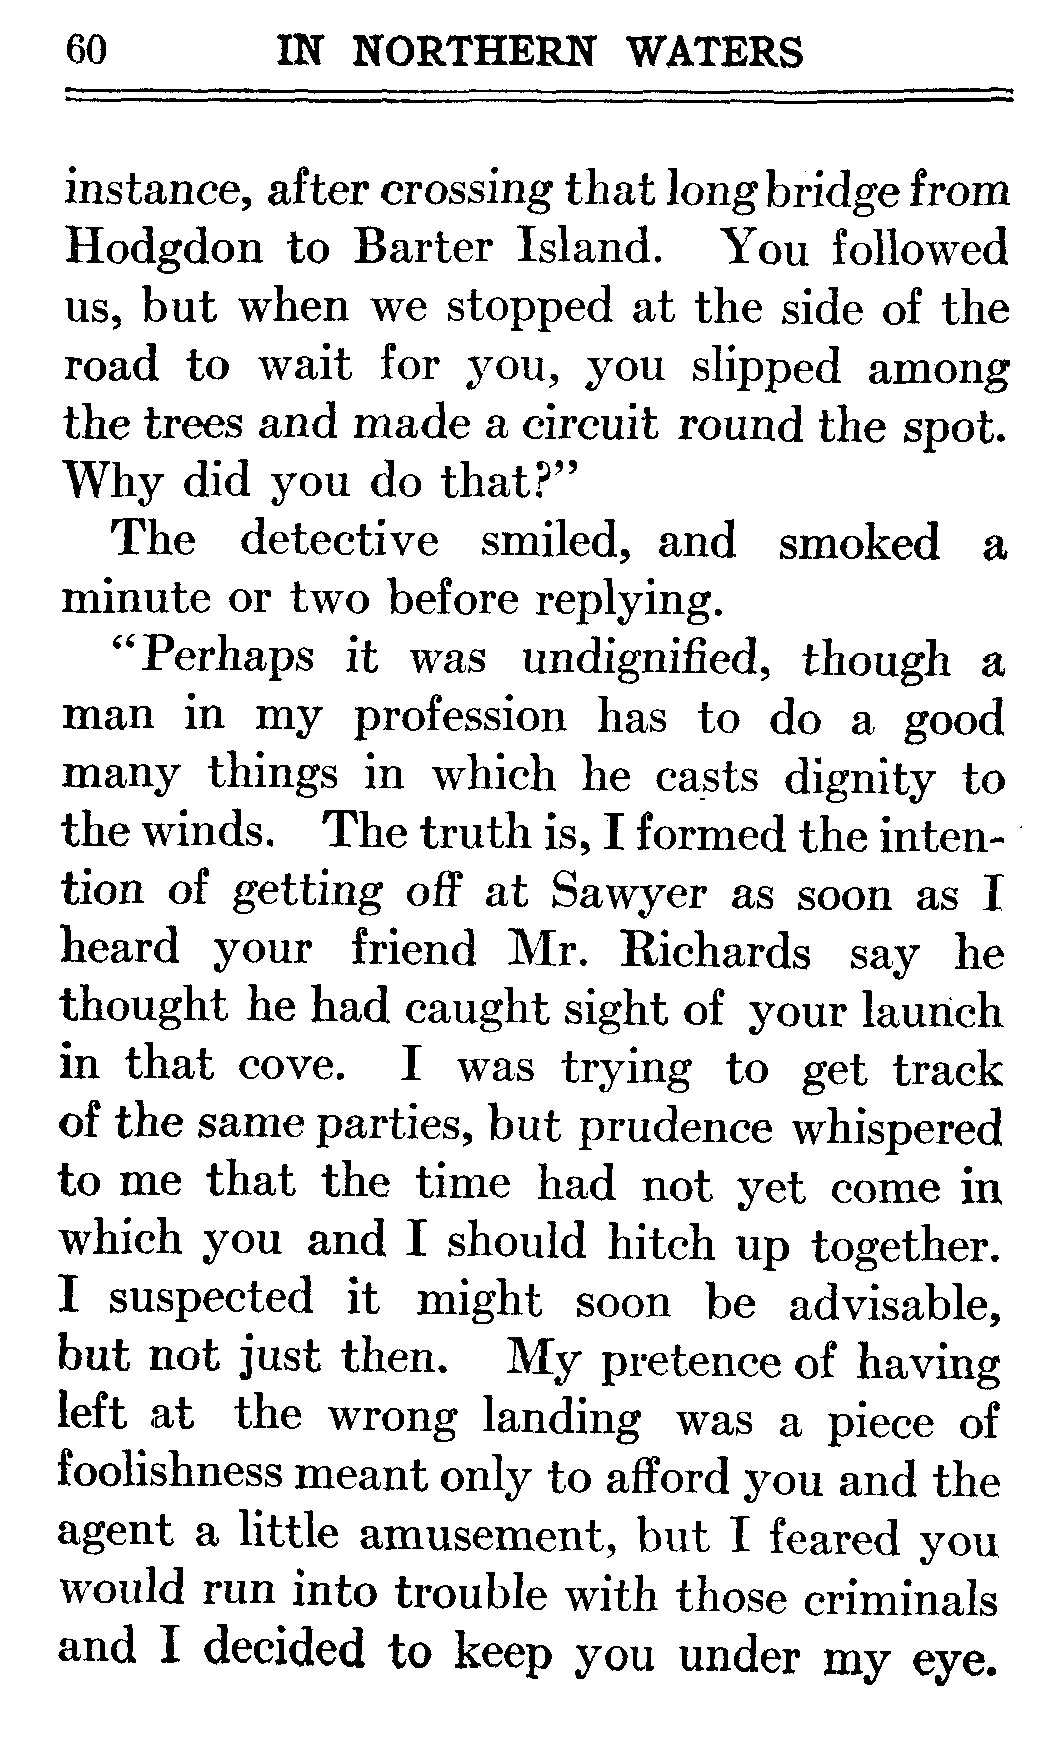 60 IN NORTHERN WATERS
instance, after crossing that long bridge from
Hodgdon to Barter Island. You followed
us, but when we stopped at the side of the
road to wait for you, you slipped among
the trees and made a circuit round the spot.
Why did you do that?"
The detective smiled, and smoked a
minute or two before replying.
"Perhaps it was undignified, though a
man in my profession has to do a good
many things in which he casts dignity to
the winds. The truth is, I formed the inten-
tion of getting off at Sawyer as soon as I
heard your friend Mr. Richards say he
thought he had caught sight of your launch
in that cove. I was trying to get track
of the same parties, but prudence whispered
to me that the time had not yet come in
which you and I should hitch up together.
I suspected it might soon be advisable,
but not just then. My pretence of having
left at the wrong landing was a piece of
foolishness meant only to afford you and the
agent a little amusement, but I feared you
would run into trouble with those criminals
and I decided to keep you under my eye.